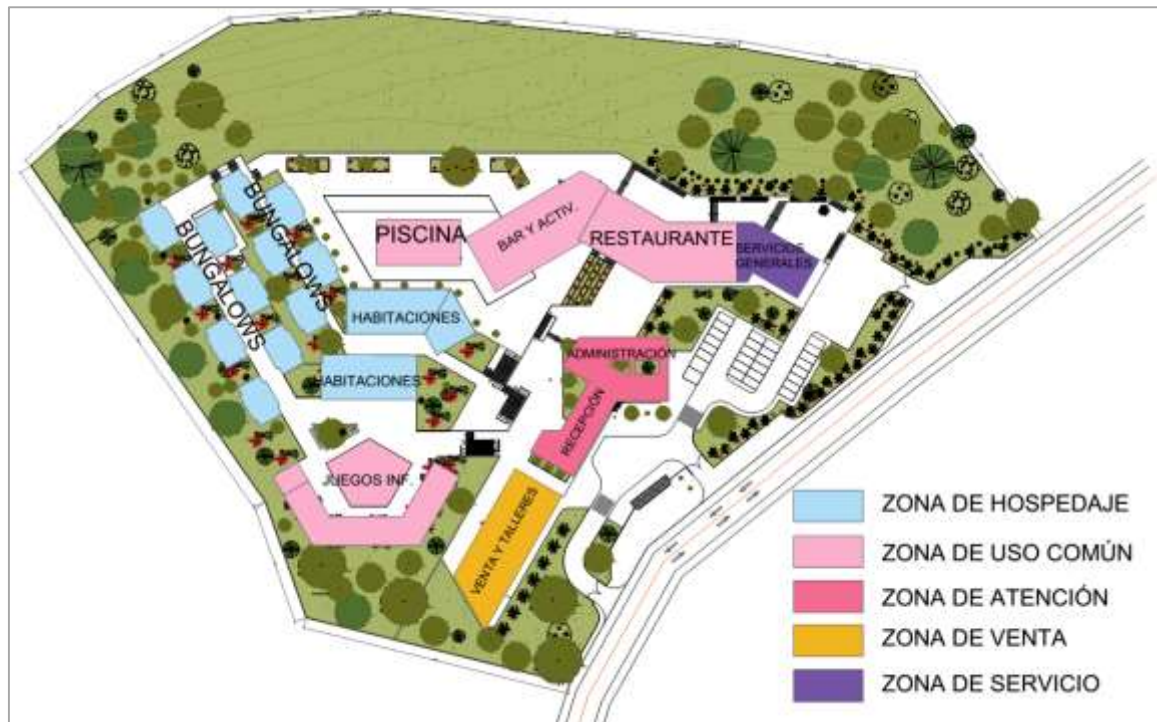 BUNGALOWS
BUNGALOWS
PISCINA
BAR Y ACTIV.
RESTAURANTE
SERVICIOS
GENERALES
HABITACIONES
HABITACIONES
ADMINISTRACIÓN
RECEPCIÓN
JUEGOS INF.
VENTA Y TALLERES
ZONA DE HOSPEDAJE
ZONA DE USO COMÚN
ZONA DE ATENCIÓN
ZONA DE VENTA
ZONA DE SERVICIO